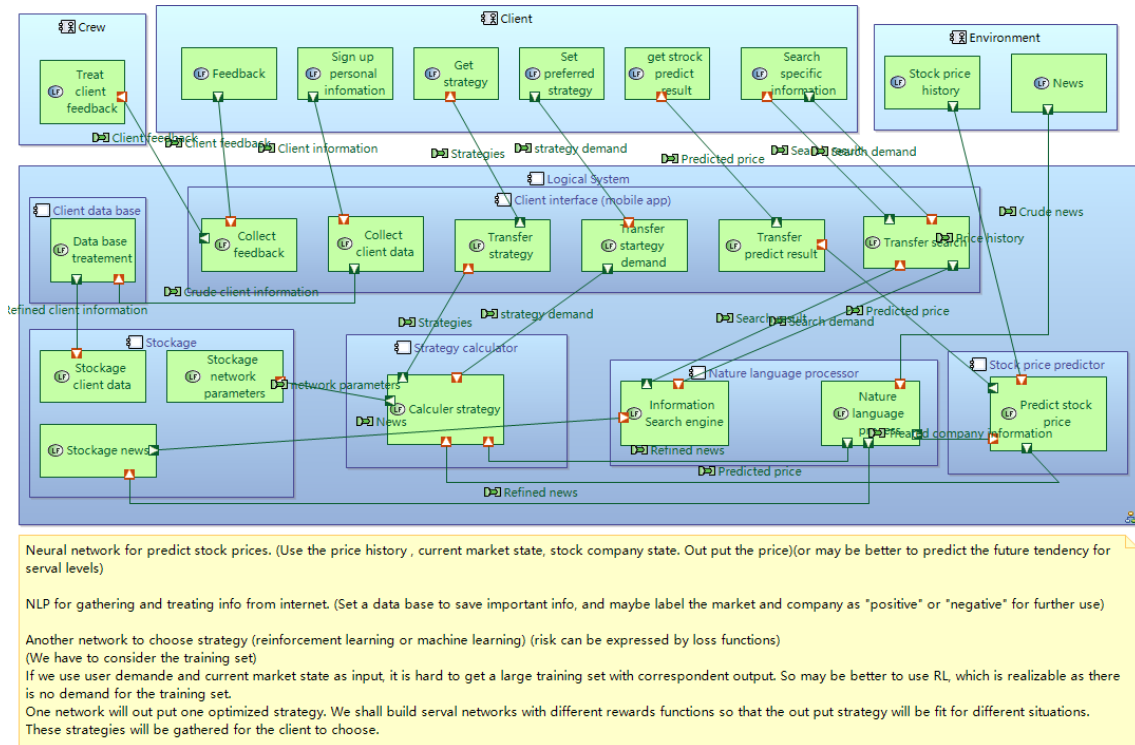 Crew
Client
Environment
Treat
client
feedback
Feedback
Sign up
personal
infomation
Get
strategy
Set
preferred
strategy
get strock
predict
result
Search
specific
information
Stock price
history
News
Client feedback
Client feedback
Client information
Strategies
strategy demand
Predicted price
Search result
Search demand
Logical System
Client interface (mobile app)
Client data base
Data base
treatement
Collect
feedback
Collect
client data
Transfer
strategy
Transfer
startegy
demand
Transfer
predict result
Transfer search
Crude news
Price history
Crude client information
Refined client information
Strategies
strategy demand
Search result
Search demand
Predicted price
Stockage
Stockage
client data
Stockage
network
parameters
Stockage news
network parameters
News
Strategy calculator
Calculer strategy
Nature language processor
Information
Search engine
Nature
language
process
Stock price predictor
Predict stock
price
Treated company information
Refined news
Predicted price
Refined news
Neural network for predict stock prices. (Use the price history , current market state, stock company state. Out put the price)(or may be better to predict the future tendency for
serval levels)
NLP for gathering and treating info from internet. (Set a data base to save important info, and maybe label the market and company as "positive" or "negative" for further use)
Another network to choose strategy (reinforcement learning or machine learning) (risk can be expressed by loss functions)
(We have to consider the training set)
If we use user demande and current market state as input, it is hard to get a large training set with correspondent output. So may be better to use RL, which is realizable as there
is no demand for the training set.
One network will out put one optimized strategy. We shall build serval networks with different rewards functions so that the out put strategy will be fit for different situations.
These strategies will be gathered for the client to choose.